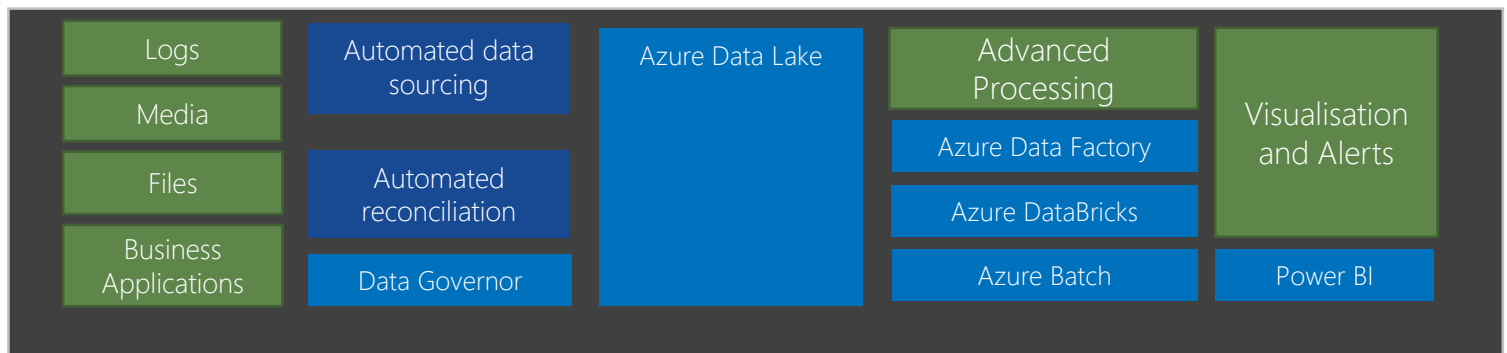 Logs
Media
Files
Business
Applications
Automated data
sourcing
Automated
reconciliation
Data Governor
Azure Data Lake
Advanced
Processing
Azure Data Factory
Azure DataBricks
Azure Batch
Visualisation
and Alerts
Power BI